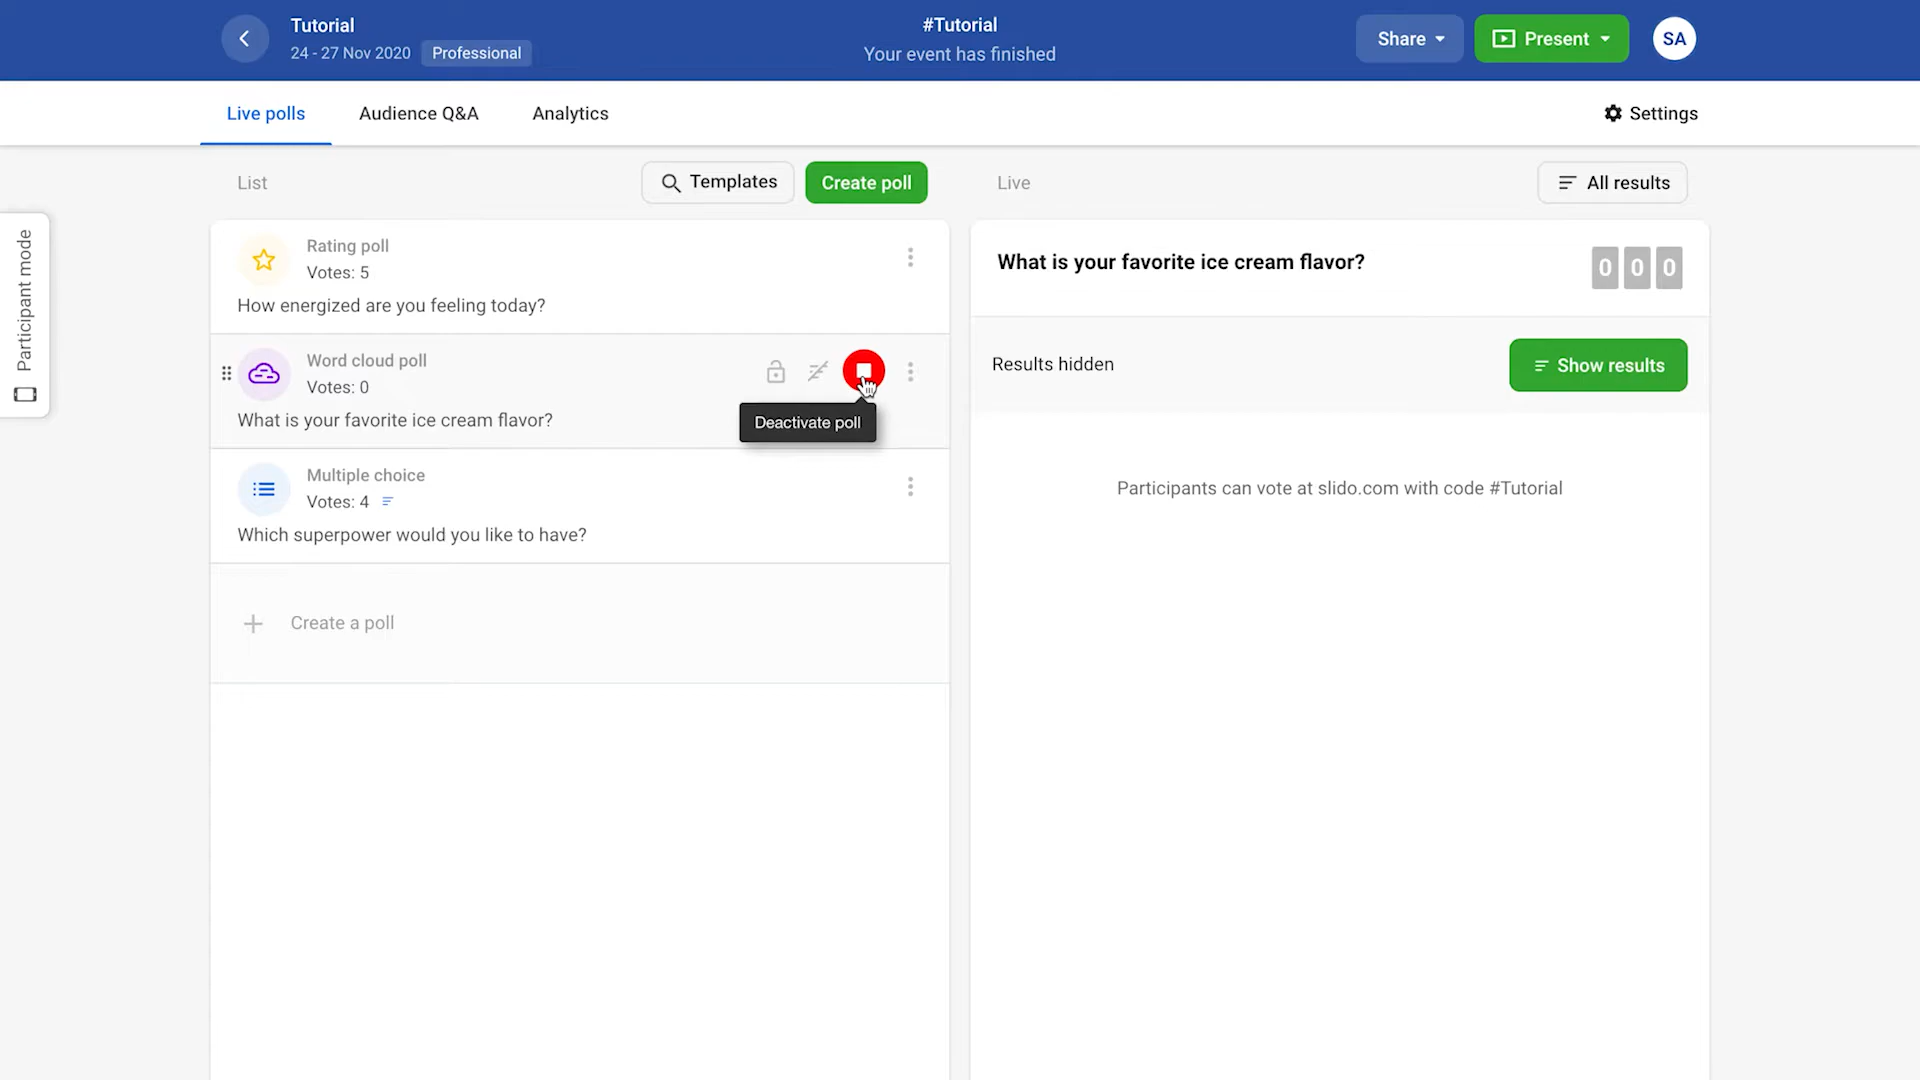 Tutorial
24 - 27 Nov 2020 Professional
#Tutorial
Your event has finished
Share
Present
SA
Live polls
Audience Q&A
Analytics
Settings
Participant mode
List
Templates
Create poll
Rating poll
Votes: 5
How energized are you feeling today?
Word cloud poll
Votes: 0
What is your favorite ice cream flavor?
Deactivate poll
Multiple choice
Votes: 4
Which superpower would you like to have?
Create a poll
Live
All results
What is your favorite ice cream flavor?
0 0 0
Results hidden
Show results
Participants can vote at slido.com with code #Tutorial